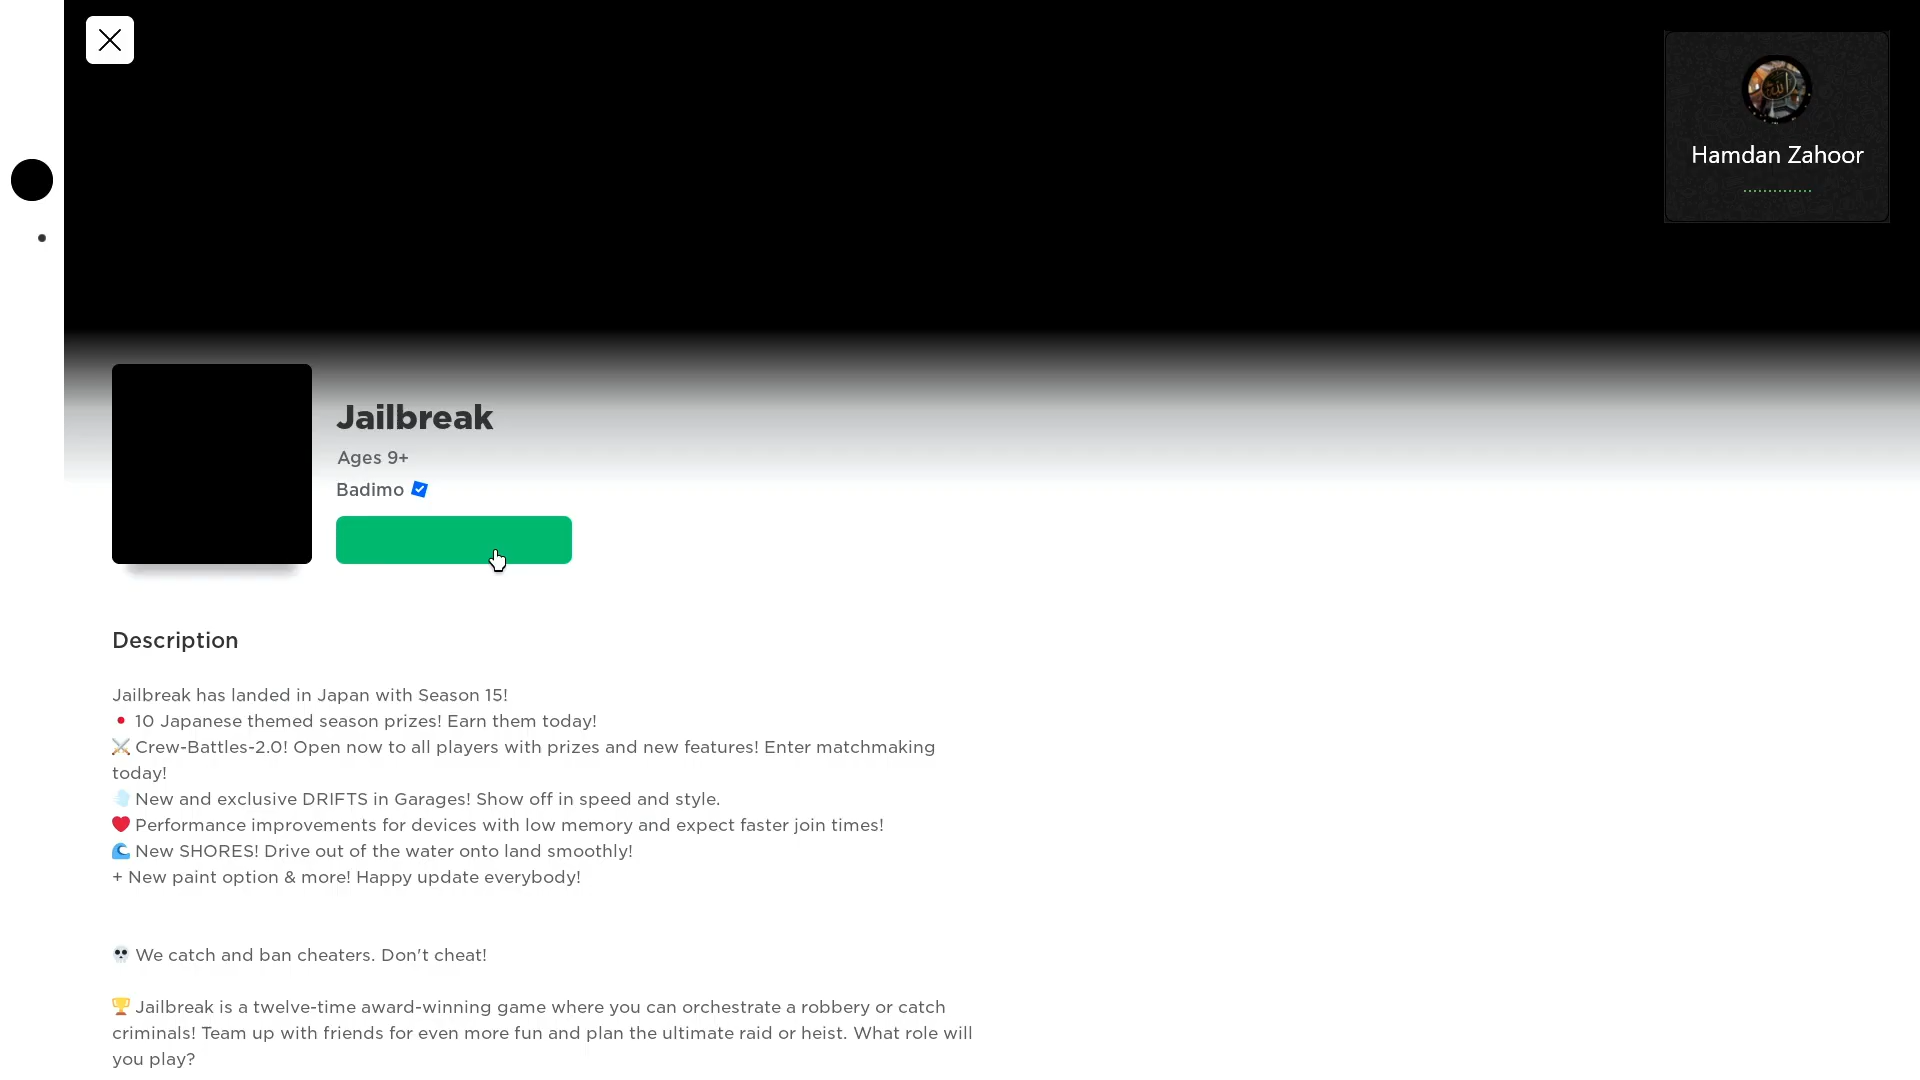 Hamdan Zahoor
Jailbreak
Ages 9+
Badimo
Description
Jailbreak has landed in Japan with Season 15!
🇯🇵 10 Japanese themed season prizes! Earn them today!
⚔️ Crew-Battles-2.0! Open now to all players with prizes and new features! Enter matchmaking
today!
💨 New and exclusive DRIFTS in Garages! Show off in speed and style.
❤️ Performance improvements for devices with low memory and expect faster join times!
🌊 New SHORES! Drive out of the water onto land smoothly!
+ New paint option & more! Happy update everybody!
💀 We catch and ban cheaters. Don't cheat!
🏆 Jailbreak is a twelve-time award-winning game where you can orchestrate a robbery or catch
criminals! Team up with friends for even more fun and plan the ultimate raid or heist. What role will
you play?